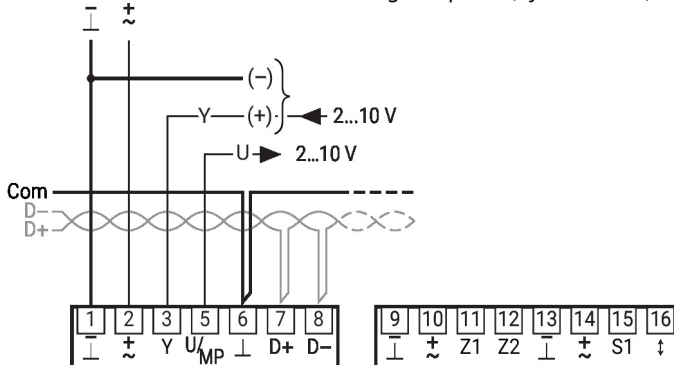 − +
⊥ ~
(−)
Y (+) 2...10 V
U 2...10 V
Com
D−
D+
1 2 3 5 6 7 8 9 10 11 12 13 14 15 16
⊥ ~ Y U/MP ⊥ D+ D− ⊥ ~ Z1 Z2 ⊥ ~ S1 ↕